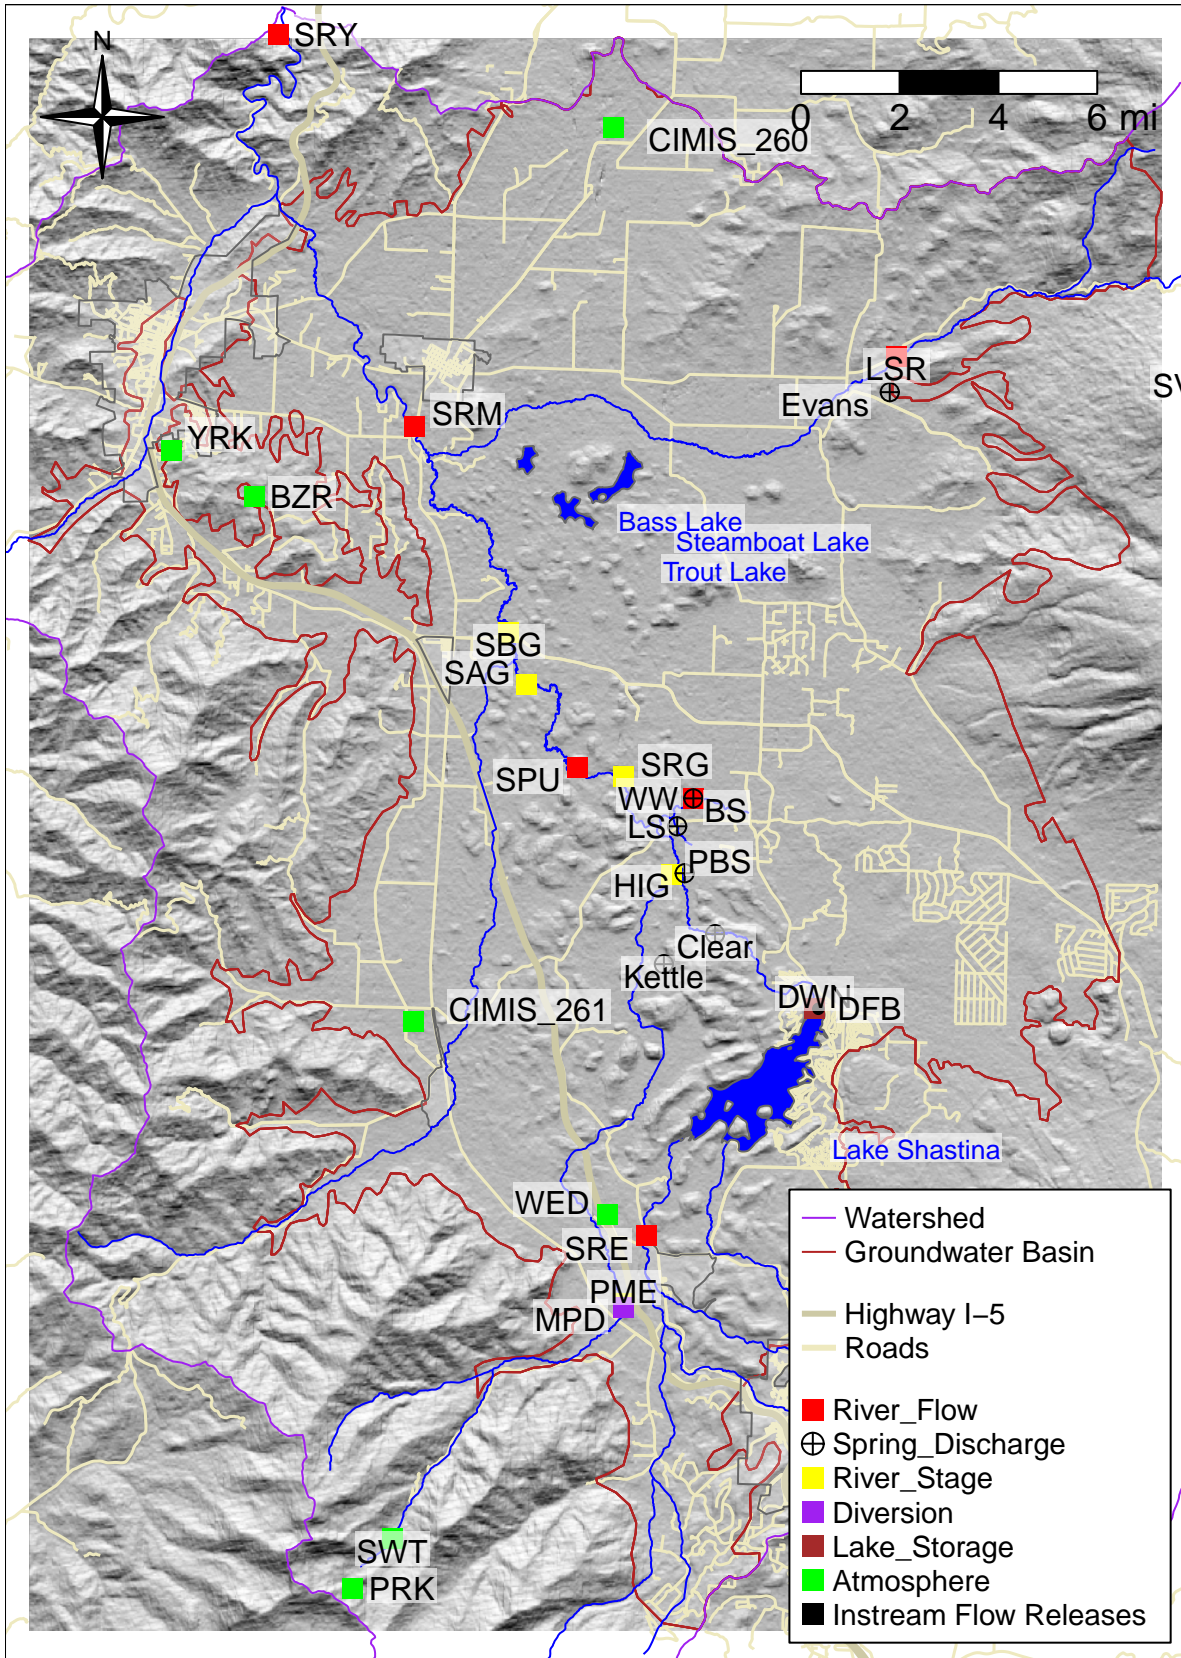 SRY
N
0 2 4 6 mi
CIMIS_260
LSR
Evans
SV
SRM
YRK
BZR
Bass Lake
Steamboat Lake
Trout Lake
SBG
SAG
SRG
SPU
WW
BS
LS
PBS
HIG
Clear
Kettle
DWN
DFB
CIMIS_261
Lake Shastina
WED
SRE
PME
MPD
SWT
PRK
Watershed
Groundwater Basin
Highway I−5
Roads
River_Flow
Spring_Discharge
River_Stage
Diversion
Lake_Storage
Atmosphere
Instream Flow Releases